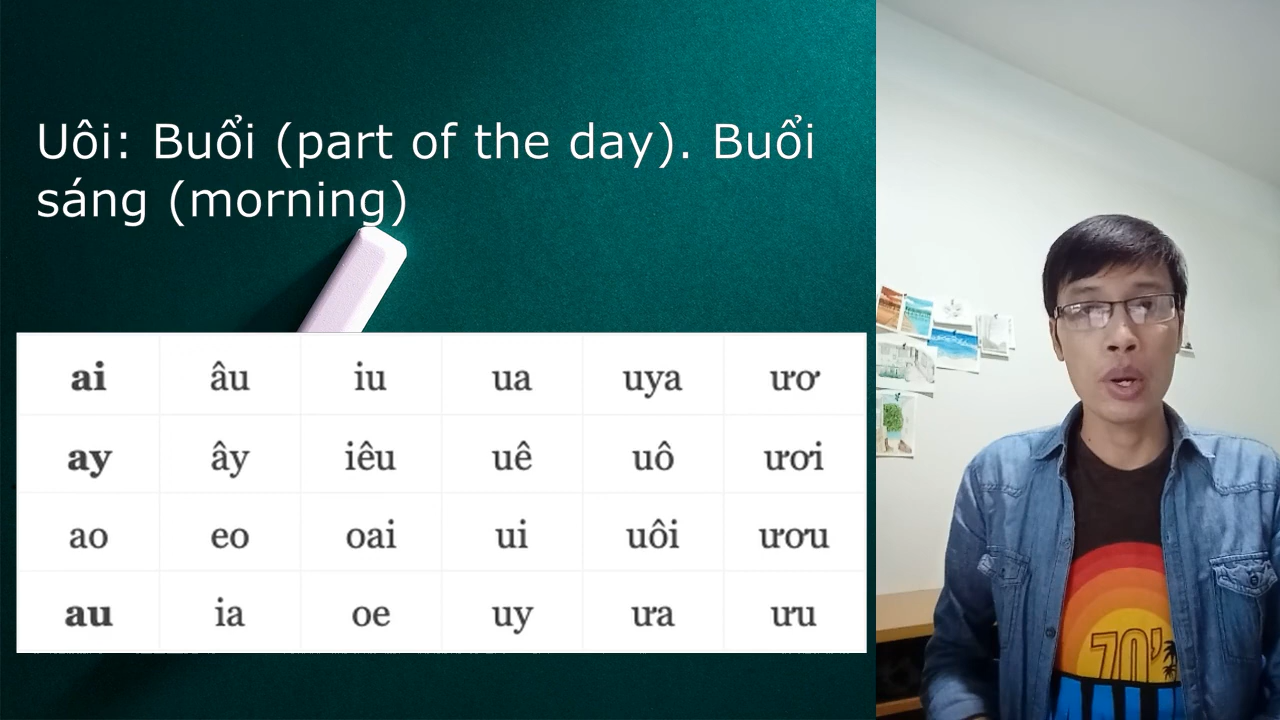 Uôi: Buổi (part of the day). Buổi
sáng (morning)
ai âu iu ua uya ươ
ay ây iêu uê uô ươi
ao eo oai ui uôi ươu
au ia oe uy ưa ưu
70'